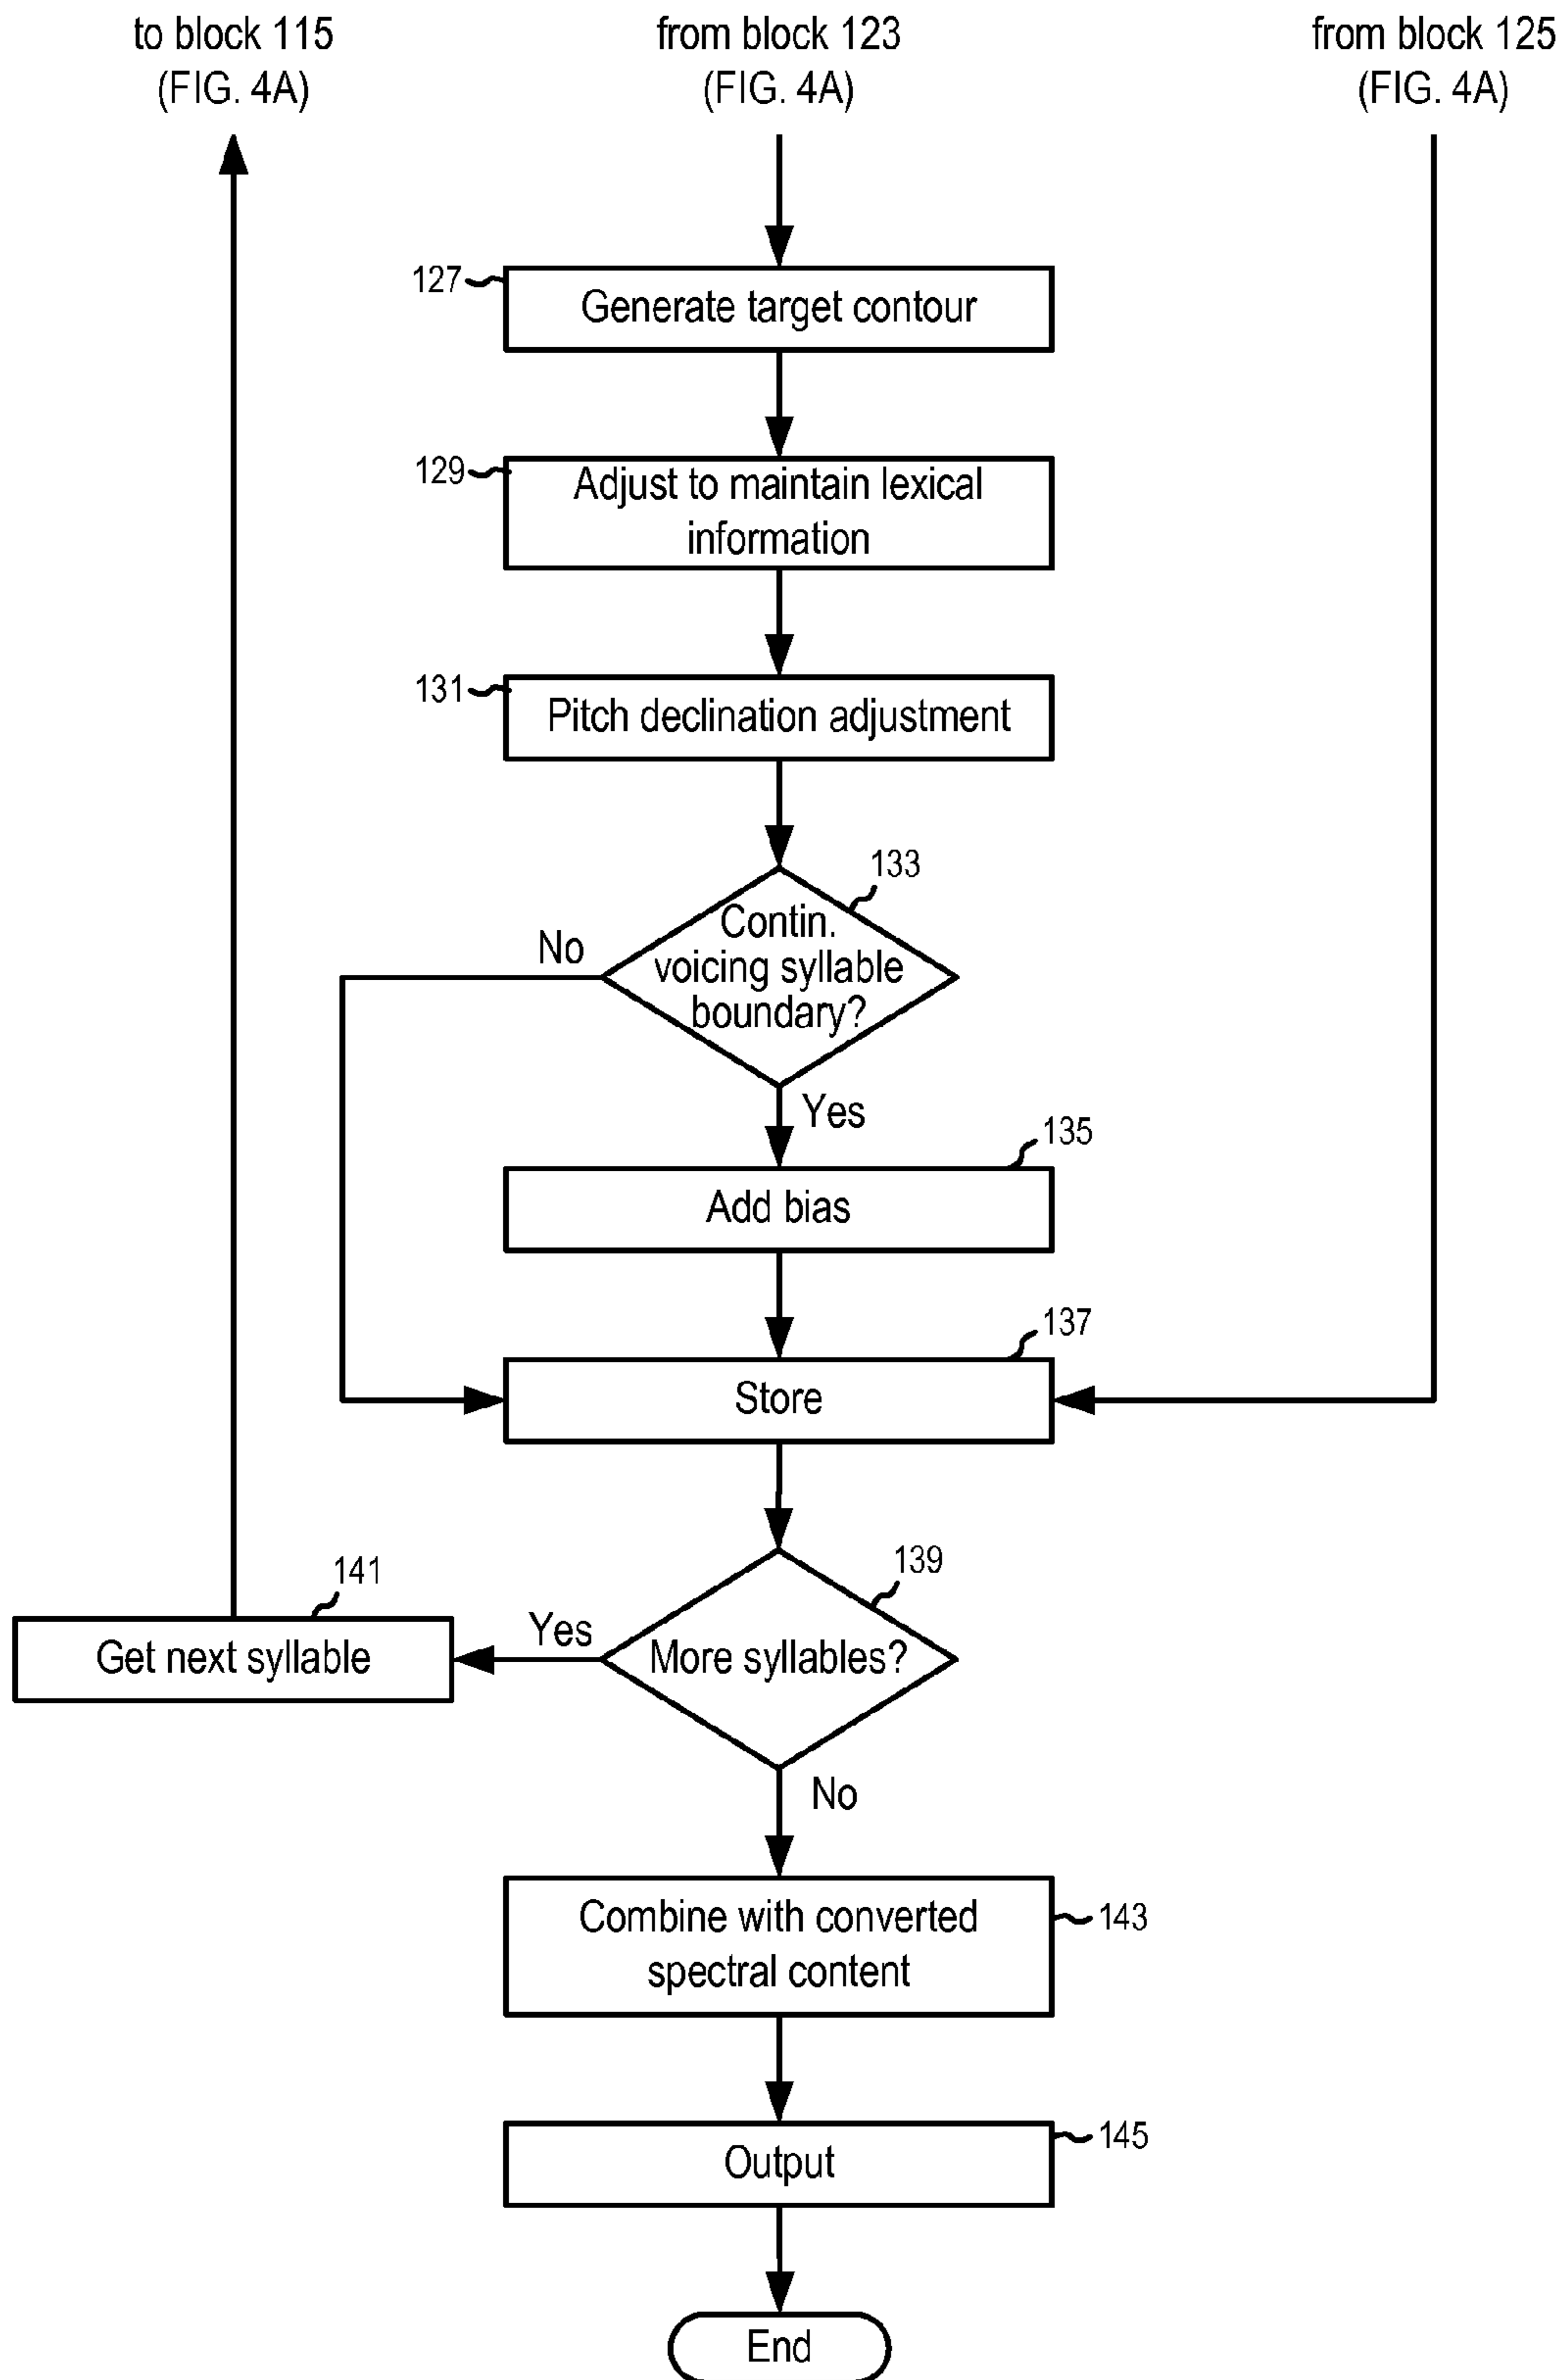 to block 115
(FIG. 4A)
from block 123
(FIG. 4A)
from block 125
(FIG. 4A)
127
Generate target contour
129
Adjust to maintain lexical
information
131
Pitch declination adjustment
133
Contin.
voicing syllable
boundary?
No
Yes
135
Add bias
137
Store
139
More syllables?
Yes
141
Get next syllable
No
Combine with converted
spectral content
143
Output
145
End